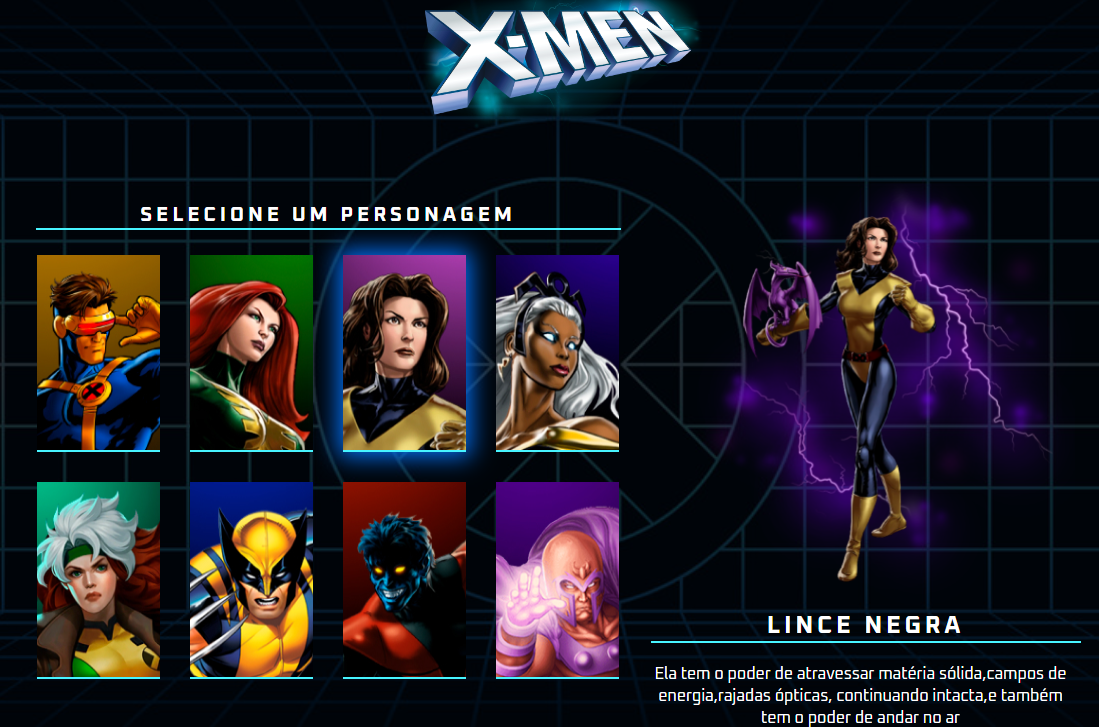 X-MEN
SELECIONE UM PERSONAGEM
LINCE NEGRA
Ela tem o poder de atravessar matéria sólida,campos de
energia,rajadas ópticas, continuando intacta,e também
tem o poder de andar no ar